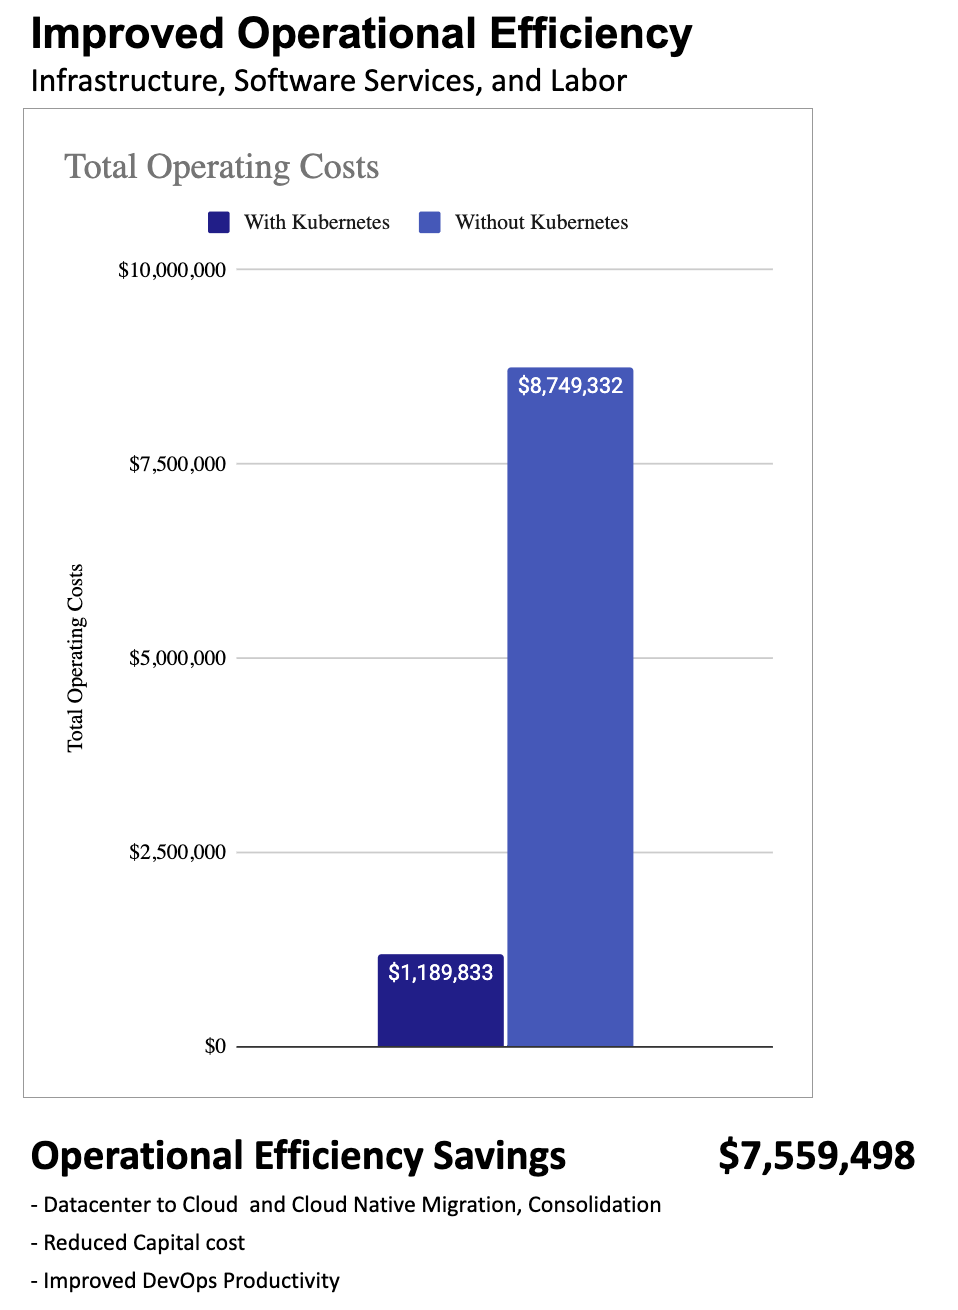 Improved Operational Efficiency
Infrastructure, Software Services, and Labor
Total Operating Costs
With Kubernetes Without Kubernetes
$10,000,000
$8,749,332
$7,500,000
Total Operating Costs
$5,000,000
$2,500,000
$1,189,833
$0
Operational Efficiency Savings $7,559,498
- Datacenter to Cloud  and Cloud Native Migration, Consolidation
- Reduced Capital cost
- Improved DevOps Productivity